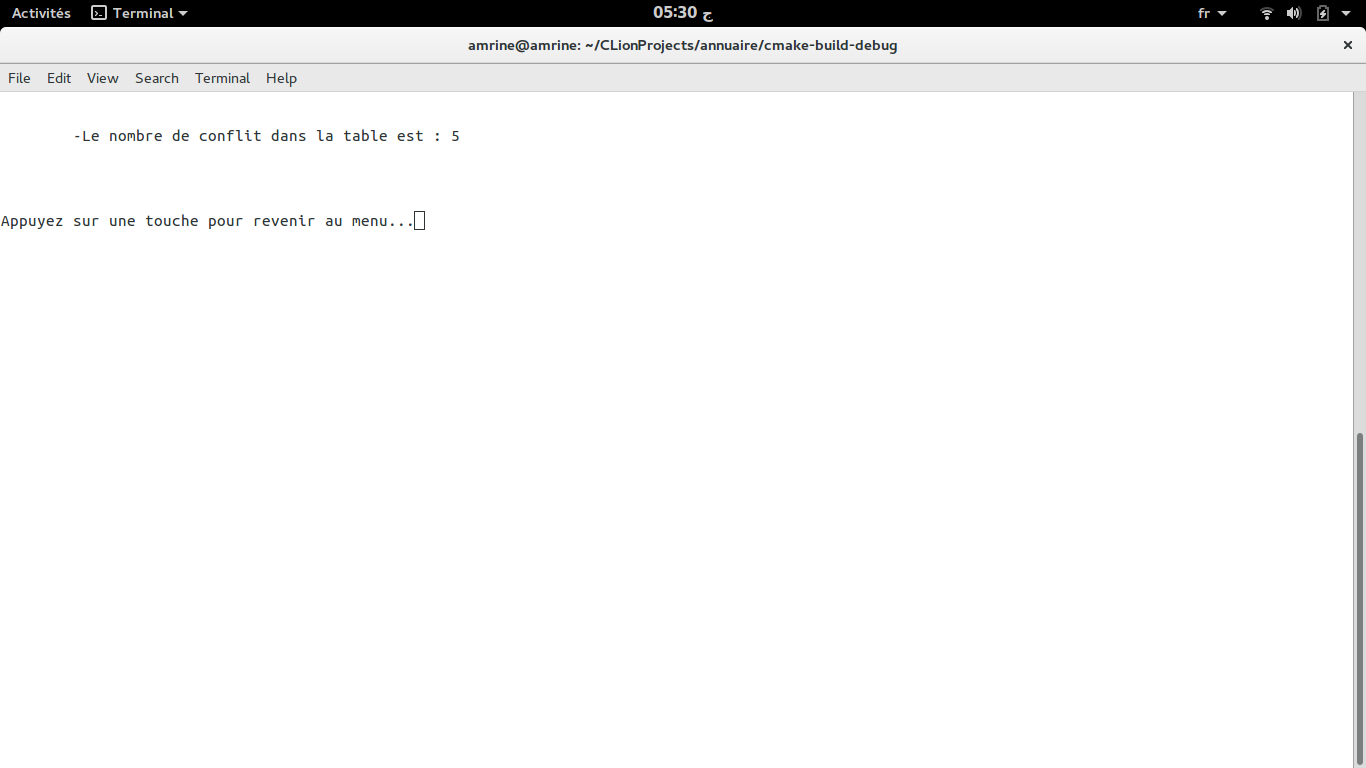 Activités Terminal 05:30 ج fr
amrine@amrine: ~/CLionProjects/annuaire/cmake-build-debug ×
File Edit View Search Terminal Help
-Le nombre de conflit dans la table est : 5
Appuyez sur une touche pour revenir au menu...